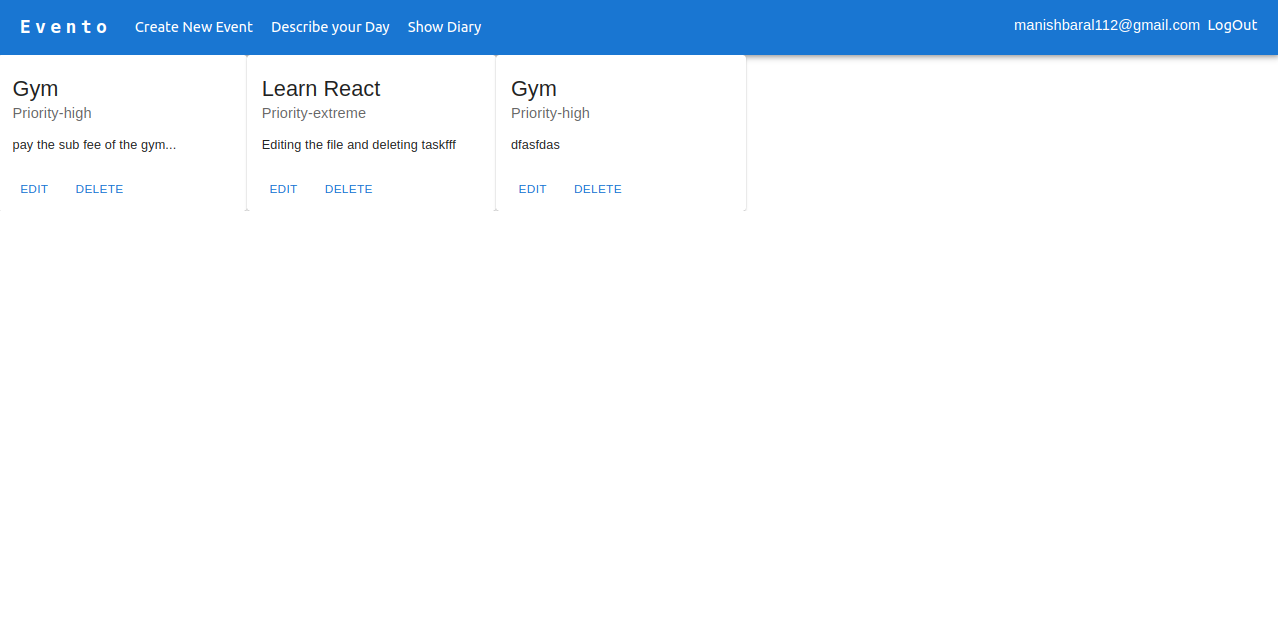 Evento Create New Event Describe your Day Show Diary manishbaral112@gmail.com LogOut
Gym
Priority-high
pay the sub fee of the gym...
EDIT DELETE
Learn React
Priority-extreme
Editing the file and deleting taskfff
EDIT DELETE
Gym
Priority-high
dfasfdas
EDIT DELETE